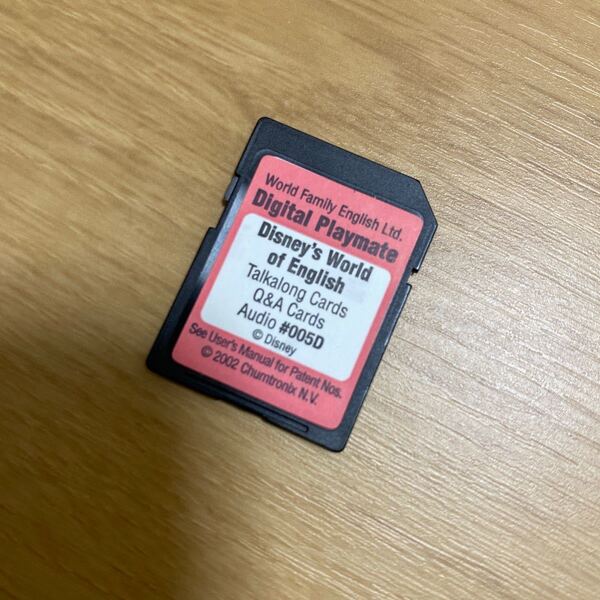 World Family English Ltd.
Digital Playmate
Disney's World
of English
Talkalong Cards
Q&A Cards
Audio #005D
© Disney
See User's Manual for Patent Nos.
© 2002 Chumtronix N.V.